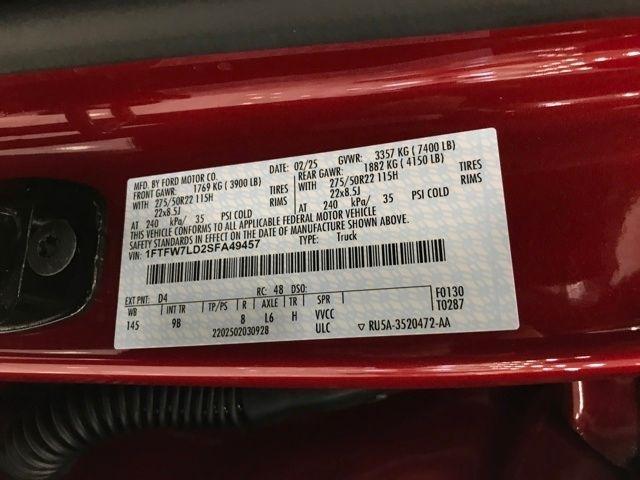 MFD. BY FORD MOTOR CO. DATE: 02/25 GVWR: 3357 KG ( 7400 LB)
FRONT GAWR: 1769 KG ( 3900 LB) REAR GAWR: 1882 KG ( 4150 LB)
WITH 275/50R22 115H TIRES WITH 275/50R22 115H TIRES
22x8.5J RIMS 22x8.5J RIMS
AT 240 kPa/ 35 PSI COLD AT 240 kPa/ 35 PSI COLD
THIS VEHICLE CONFORMS TO ALL APPLICABLE FEDERAL MOTOR VEHICLE
SAFETY STANDARDS IN EFFECT ON THE DATE OF MANUFACTURE SHOWN ABOVE.
VIN: 1FTFW7LD2SFA49457 TYPE: Truck
EXT PNT: D4 RC: 48 DSO: F0130
WB INT TR TP/PS R AXLE TR SPR T0287
145 9B 8 L6 H VVCC
2202502030928 ULC ▽ RU5A-3520472-AA